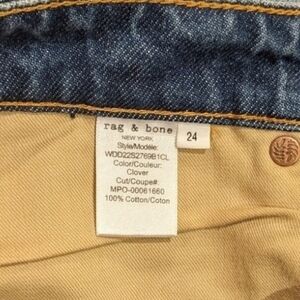 rag & bone
NEW YORK
24
Style/Modèle:
WDD22S2769B1CL
Color/Couleur:
Clover
Cut/Coupe#:
MPO-00061660
100% Cotton/Coton